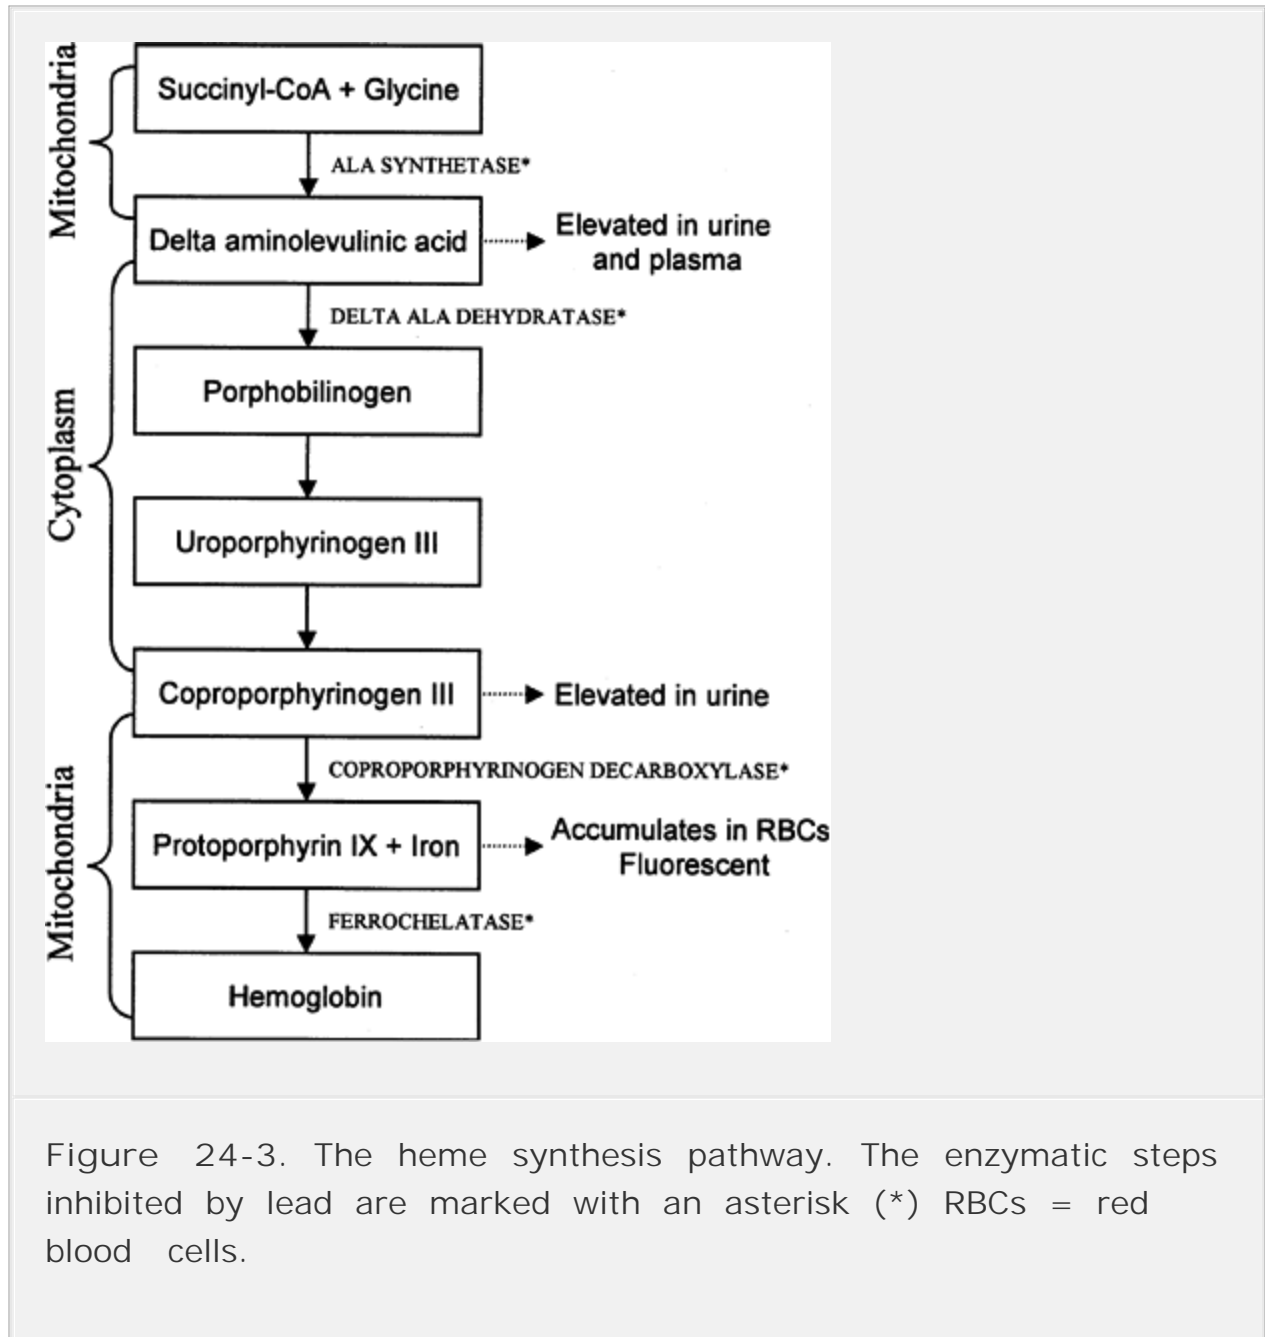 Mitochondria
Succinyl-CoA + Glycine
ALA SYNTHETASE*
Delta aminolevulinic acid
Elevated in urine
and plasma
Cytoplasm
DELTA ALA DEHYDRATASE*
Porphobilinogen
Uroporphyrinogen III
Coproporphyrinogen III
Elevated in urine
Mitochondria
COPROPORPHYRINOGEN DECARBOXYLASE*
Protoporphyrin IX + Iron
Accumulates in RBCs
Fluorescent
FERROCHELATASE*
Hemoglobin
Figure 24-3. The heme synthesis pathway. The enzymatic steps
inhibited by lead are marked with an asterisk (*) RBCs = red
blood cells.